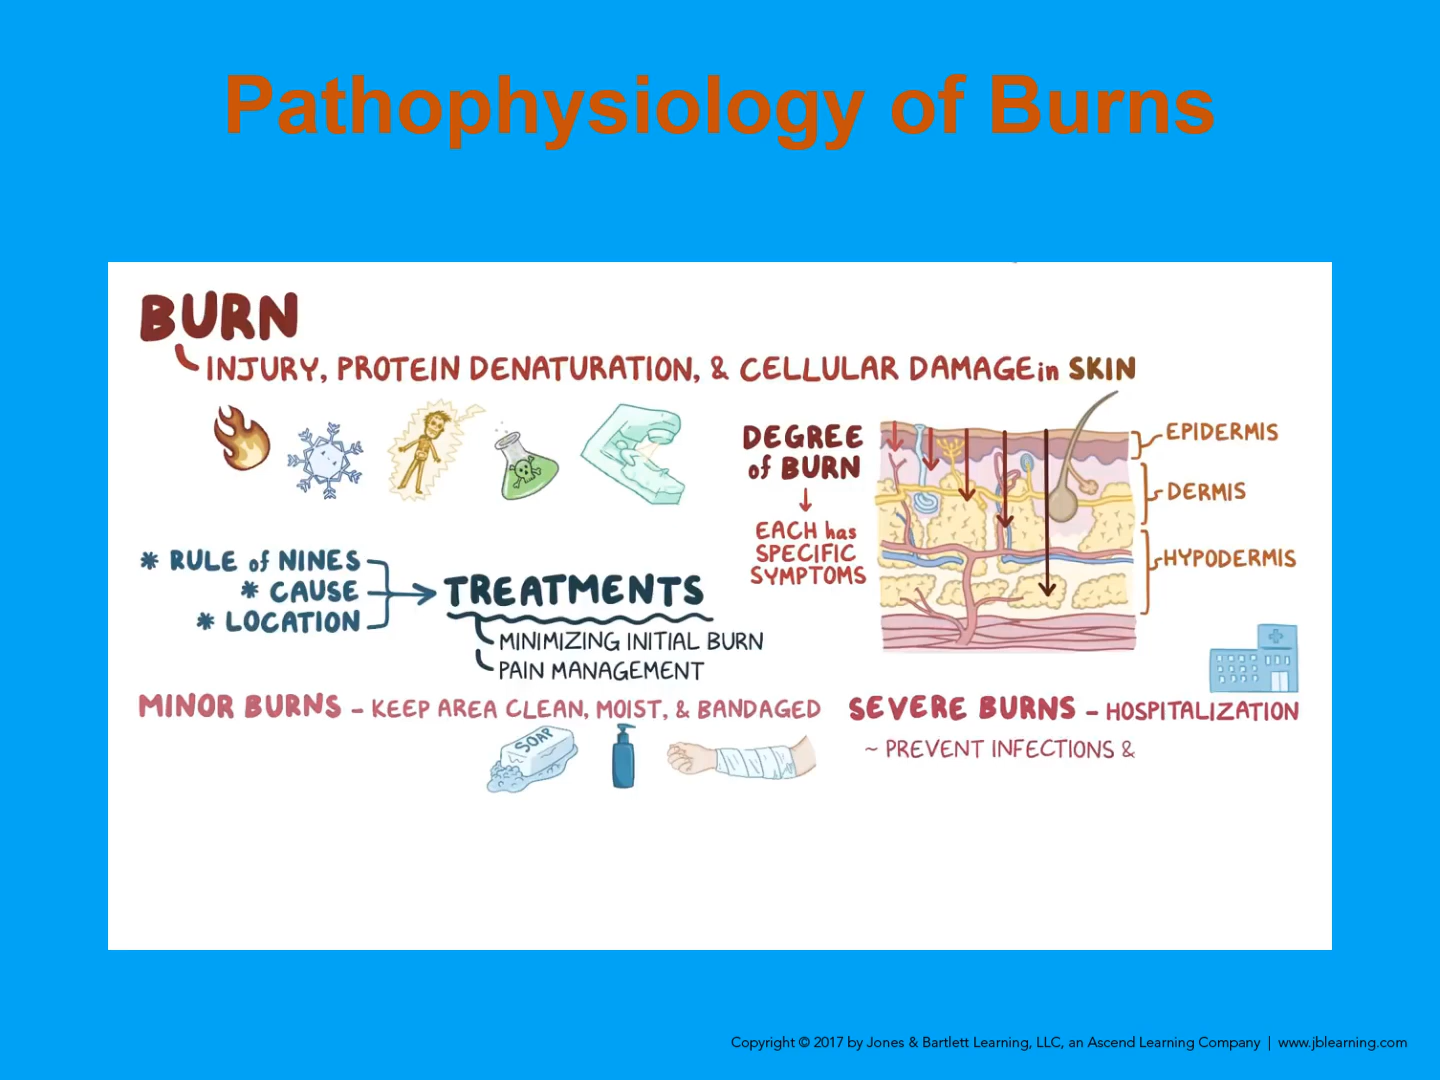 Pathophysiology of Burns
BURN
INJURY, PROTEIN DENATURATION, & CELLULAR DAMAGE in SKIN
DEGREE
of BURN
EACH has
SPECIFIC
SYMPTOMS
EPIDERMIS
DERMIS
HYPODERMIS
* RULE of NINES
* CAUSE
* LOCATION
TREATMENTS
MINIMIZING INITIAL BURN
PAIN MANAGEMENT
MINOR BURNS - KEEP AREA CLEAN, MOIST, & BANDAGED
SOAP
SEVERE BURNS - HOSPITALIZATION
~ PREVENT INFECTIONS &
Copyright © 2017 by Jones & Bartlett Learning, LLC, an Ascend Learning Company | www.jblearning.com